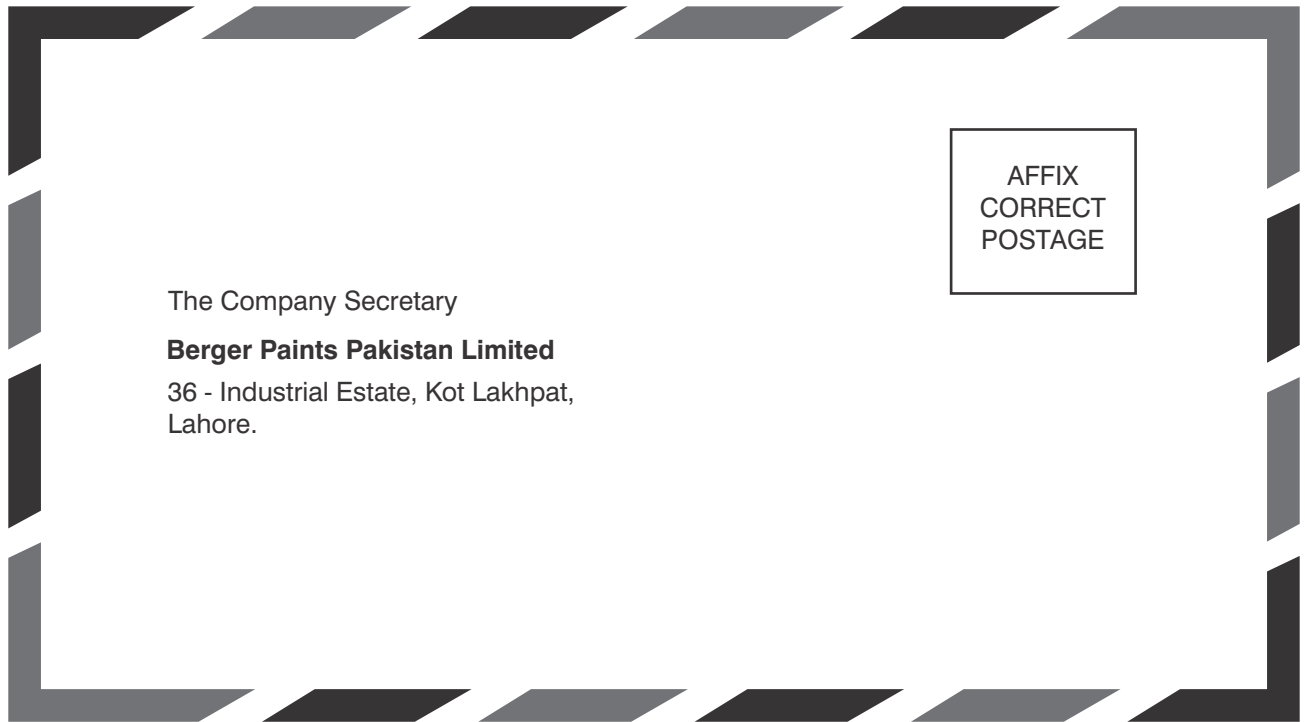 AFFIX
CORRECT
POSTAGE
The Company Secretary
Berger Paints Pakistan Limited
36 - Industrial Estate, Kot Lakhpat,
Lahore.